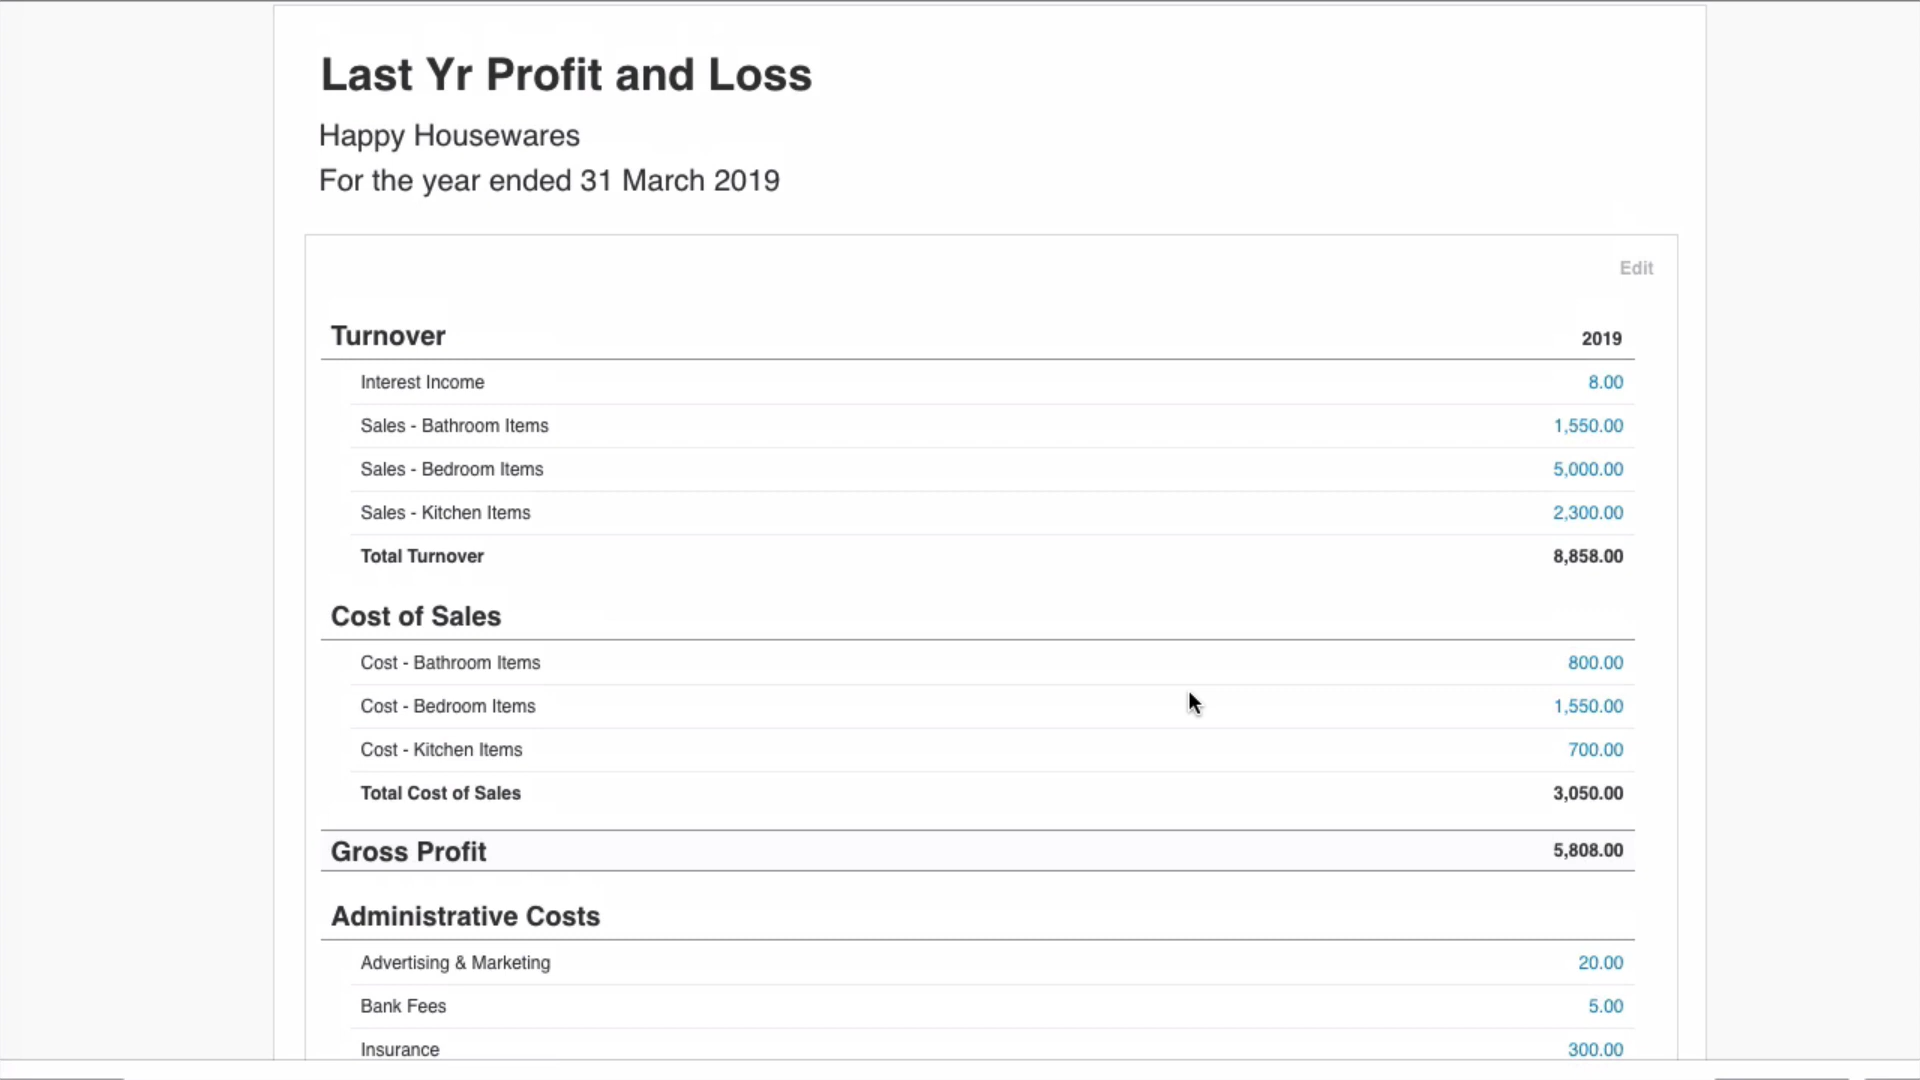 Last Yr Profit and Loss
Happy Housewares
For the year ended 31 March 2019
Edit
Turnover 2019
Interest Income 8.00
Sales - Bathroom Items 1,550.00
Sales - Bedroom Items 5,000.00
Sales - Kitchen Items 2,300.00
Total Turnover 8,858.00
Cost of Sales
Cost - Bathroom Items 800.00
Cost - Bedroom Items 1,550.00
Cost - Kitchen Items 700.00
Total Cost of Sales 3,050.00
Gross Profit 5,808.00
Administrative Costs
Advertising & Marketing 20.00
Bank Fees 5.00
Insurance 300.00